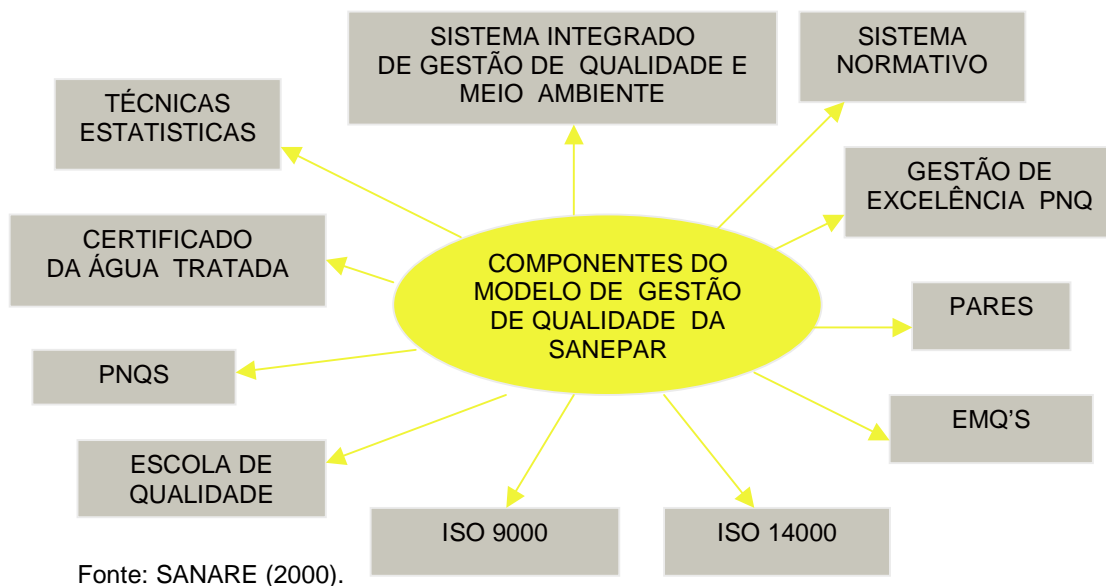 SISTEMA INTEGRADO
DE GESTÃO DE QUALIDADE E
MEIO AMBIENTE
SISTEMA
NORMATIVO
TÉCNICAS
ESTATISTICAS
GESTÃO DE
EXCELÊNCIA PNQ
CERTIFICADO
DA ÁGUA TRATADA
COMPONENTES DO
MODELO DE GESTÃO
DE QUALIDADE DA
SANEPAR
PARES
PNQS
EMQ'S
ESCOLA DE
QUALIDADE
ISO 9000
ISO 14000
Fonte: SANARE (2000).